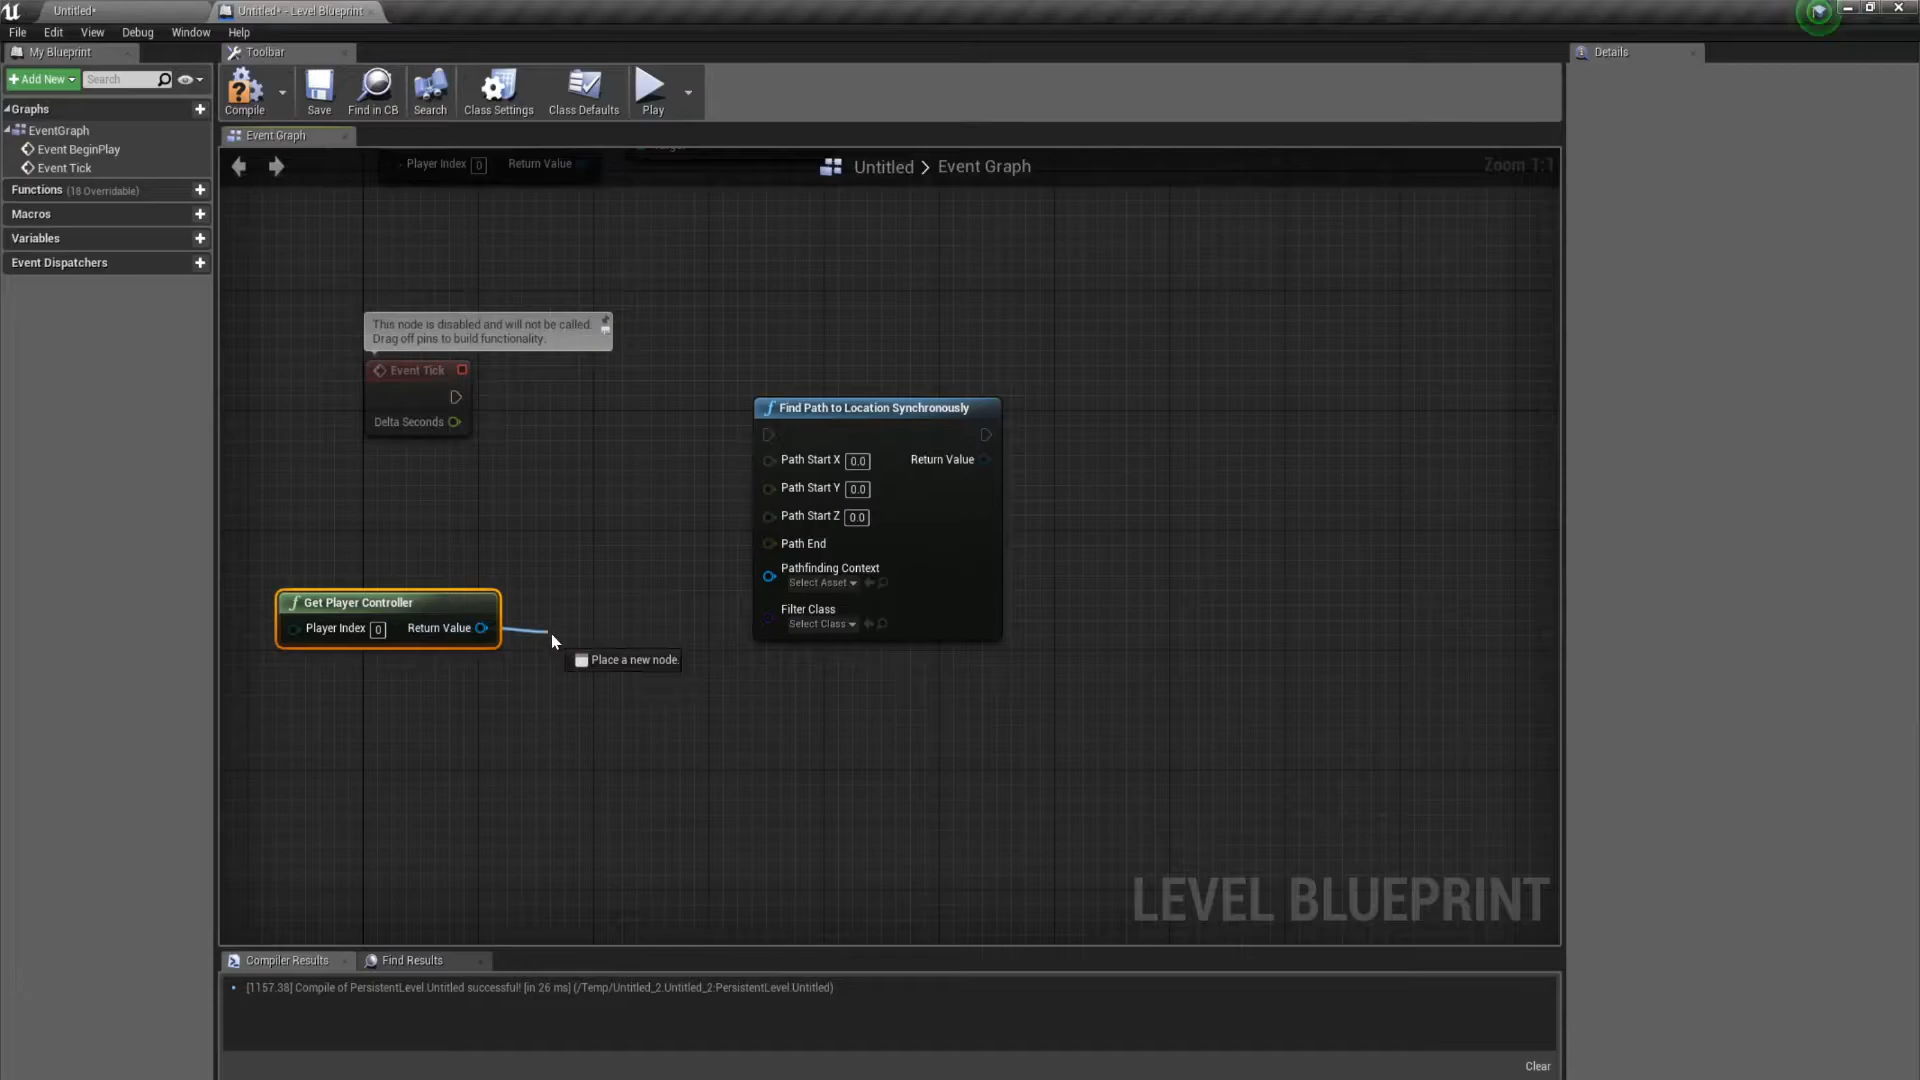 Untitled*
Untitled* - Level Blueprint
File
Edit
View
Debug
Window
Help
My Blueprint
Toolbar
Details
Add New
Search
Compile
Save
Find in CB
Search
Class Settings
Class Defaults
Play
Graphs
EventGraph
Event BeginPlay
Event Tick
Functions (18 Overridable)
Macros
Variables
Event Dispatchers
Event Graph
Player Index 0
Return Value
Untitled > Event Graph
Zoom 1:1
This node is disabled and will not be called.
Drag off pins to build functionality.
Event Tick
Delta Seconds
f Find Path to Location Synchronously
Path Start X 0.0
Return Value
Path Start Y 0.0
Path Start Z 0.0
Path End
Pathfinding Context
Select Asset
Filter Class
Select Class
f Get Player Controller
Player Index 0
Return Value
Place a new node.
LEVEL BLUEPRINT
Compiler Results
Find Results
[1157.38] Compile of PersistentLevel.Untitled successful! [in 26 ms] (/Temp/Untitled_2.Untitled_2:PersistentLevel.Untitled)
Clear